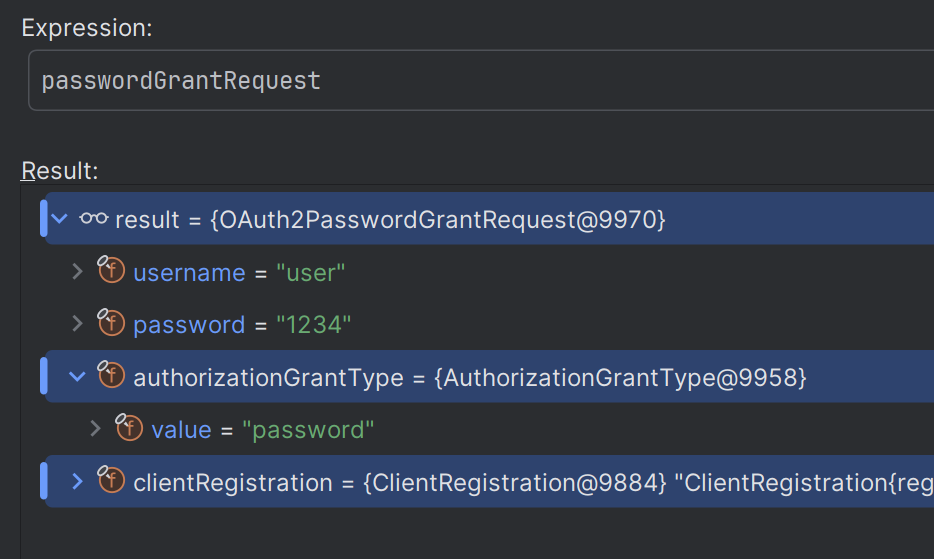 Expression:
passwordGrantRequest
Result:
result = {OAuth2PasswordGrantRequest@9970}
f username = "user"
f password = "1234"
f authorizationGrantType = {AuthorizationGrantType@9958}
f value = "password"
f clientRegistration = {ClientRegistration@9884} "ClientRegistration{reg